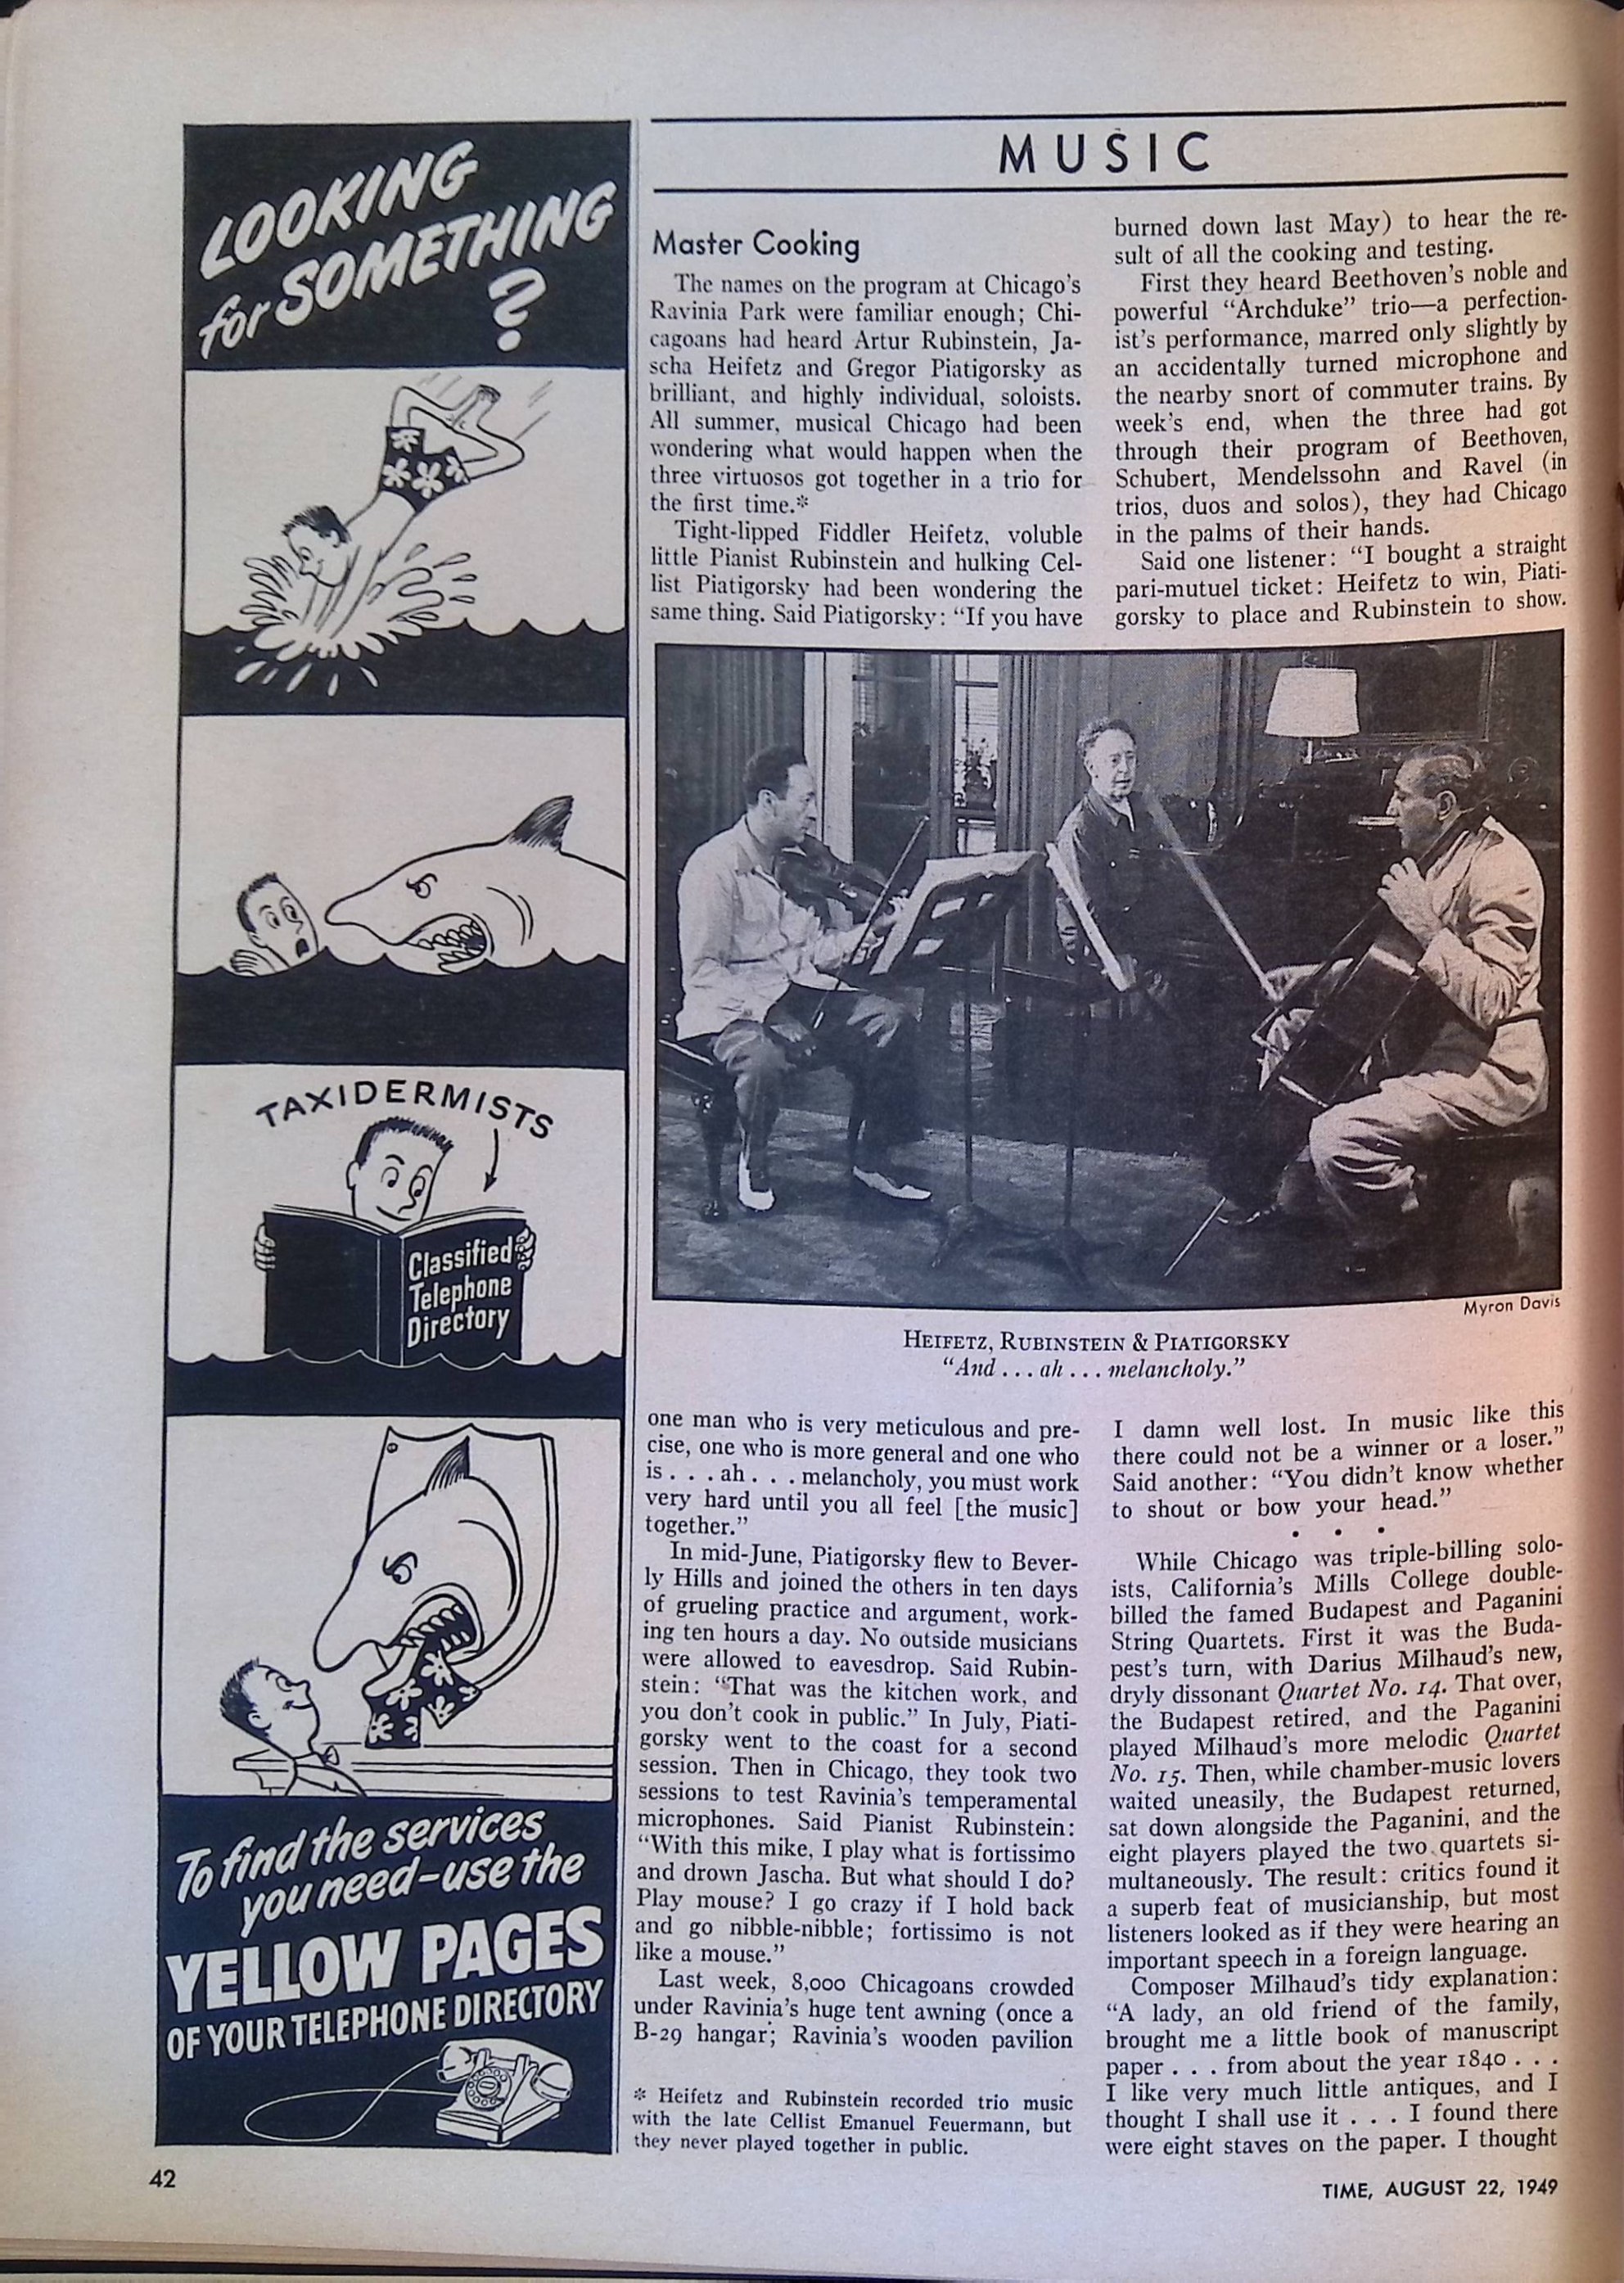 LOOKING
for SOMETHING
?
TAXIDERMISTS
Classified
Telephone
Directory
To find the services
you need-use the
YELLOW PAGES
OF YOUR TELEPHONE DIRECTORY
MUSIC
Master Cooking
The names on the program at Chicago's
Ravinia Park were familiar enough; Chi-
cagoans had heard Artur Rubinstein, Ja-
scha Heifetz and Gregor Piatigorsky as
brilliant, and highly individual, soloists.
All summer, musical Chicago had been
wondering what would happen when the
three virtuosos got together in a trio for
the first time.*
Tight-lipped Fiddler Heifetz, voluble
little Pianist Rubinstein and hulking Cel-
list Piatigorsky had been wondering the
same thing. Said Piatigorsky: "If you have
one man who is very meticulous and pre-
cise, one who is more general and one who
is . . . ah . . . melancholy, you must work
very hard until you all feel [the music]
together."
In mid-June, Piatigorsky flew to Bever-
ly Hills and joined the others in ten days
of grueling practice and argument, work-
ing ten hours a day. No outside musicians
were allowed to eavesdrop. Said Rubin-
stein: "That was the kitchen work, and
you don't cook in public." In July, Piati-
gorsky went to the coast for a second
session. Then in Chicago, they took two
sessions to test Ravinia's temperamental
microphones. Said Pianist Rubinstein:
"With this mike, I play what is fortissimo
and drown Jascha. But what should I do?
Play mouse? I go crazy if I hold back
and go nibble-nibble; fortissimo is not
like a mouse."
Last week, 8,000 Chicagoans crowded
under Ravinia's huge tent awning (once a
B-29 hangar; Ravinia's wooden pavilion
* Heifetz and Rubinstein recorded trio music
with the late Cellist Emanuel Feuermann, but
they never played together in public.
burned down last May) to hear the re-
sult of all the cooking and testing.
First they heard Beethoven's noble and
powerful "Archduke" trio—a perfection-
ist's performance, marred only slightly by
an accidentally turned microphone and
the nearby snort of commuter trains. By
week's end, when the three had got
through their program of Beethoven,
Schubert, Mendelssohn and Ravel (in
trios, duos and solos), they had Chicago
in the palms of their hands.
Said one listener: "I bought a straight
pari-mutuel ticket: Heifetz to win, Piati-
gorsky to place and Rubinstein to show.
Myron Davis
HEIFETZ, RUBINSTEIN & PIATIGORSKY
"And . . . ah . . . melancholy."
I damn well lost. In music like this
there could not be a winner or a loser."
Said another: "You didn't know whether
to shout or bow your head."
• • •
While Chicago was triple-billing solo-
ists, California's Mills College double-
billed the famed Budapest and Paganini
String Quartets. First it was the Buda-
pest's turn, with Darius Milhaud's new,
dryly dissonant Quartet No. 14. That over,
the Budapest retired, and the Paganini
played Milhaud's more melodic Quartet
No. 15. Then, while chamber-music lovers
waited uneasily, the Budapest returned,
sat down alongside the Paganini, and the
eight players played the two quartets si-
multaneously. The result: critics found it
a superb feat of musicianship, but most
listeners looked as if they were hearing an
important speech in a foreign language.
Composer Milhaud's tidy explanation:
"A lady, an old friend of the family,
brought me a little book of manuscript
paper . . . from about the year 1840 . . .
I like very much little antiques, and I
thought I shall use it . . . I found there
were eight staves on the paper. I thought
42
TIME, AUGUST 22, 1949